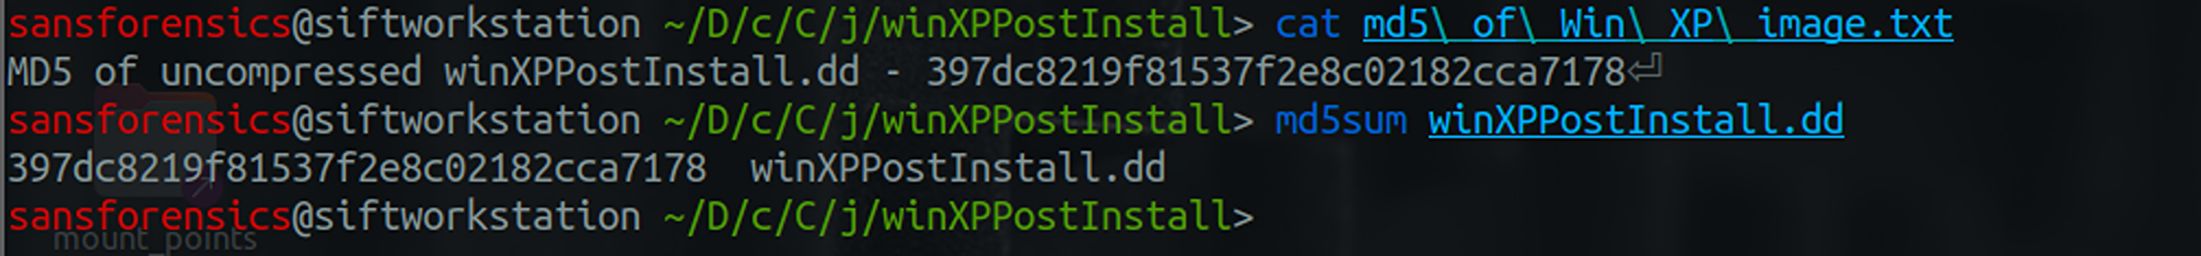 sansforensics@siftworkstation ~/D/c/C/j/winXPPostInstall> cat md5\ of\ Win\ XP\ image.txt
MD5 of uncompressed winXPPostInstall.dd - 397dc8219f81537f2e8c02182cca7178⏎
sansforensics@siftworkstation ~/D/c/C/j/winXPPostInstall> md5sum winXPPostInstall.dd
397dc8219f81537f2e8c02182cca7178  winXPPostInstall.dd
sansforensics@siftworkstation ~/D/c/C/j/winXPPostInstall>
mount_points